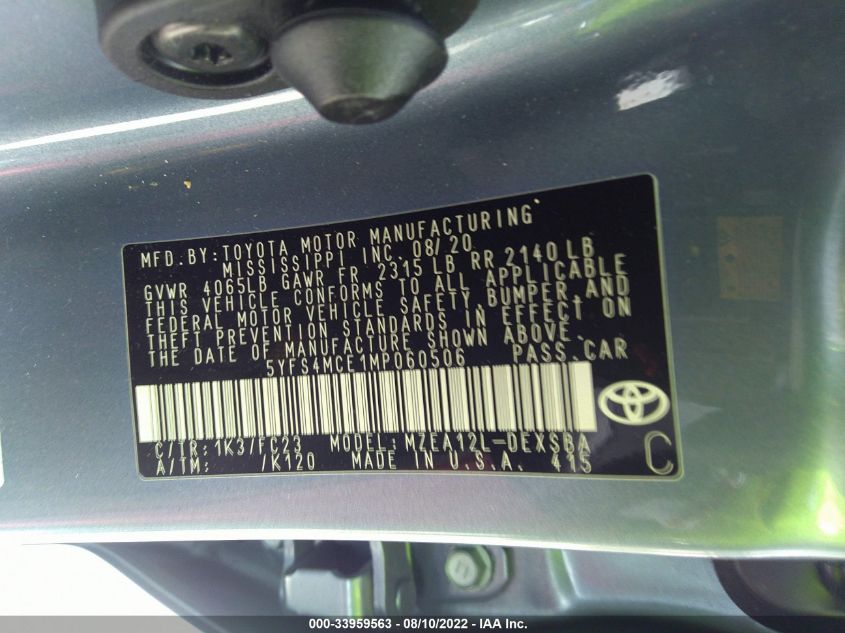 MFD. BY: TOYOTA MOTOR MANUFACTURING
MISSISSIPPI INC. 08/20
GVWR 4065LB GAWR FR 2315 LB RR 2140 LB
THIS VEHICLE CONFORMS TO ALL APPLICABLE
FEDERAL MOTOR VEHICLE SAFETY, BUMPER, AND
THEFT PREVENTION STANDARDS IN EFFECT ON
THE DATE OF MANUFACTURE SHOWN ABOVE.
5YFS4MCE1MP060506 PASS. CAR
C/TR: 1K3/FC23 MODEL: MZEA12L-DEXSBA
A/TM: /K120 MADE IN U.S.A. 415
C
000-33959563 - 08/10/2022 - IAA Inc.